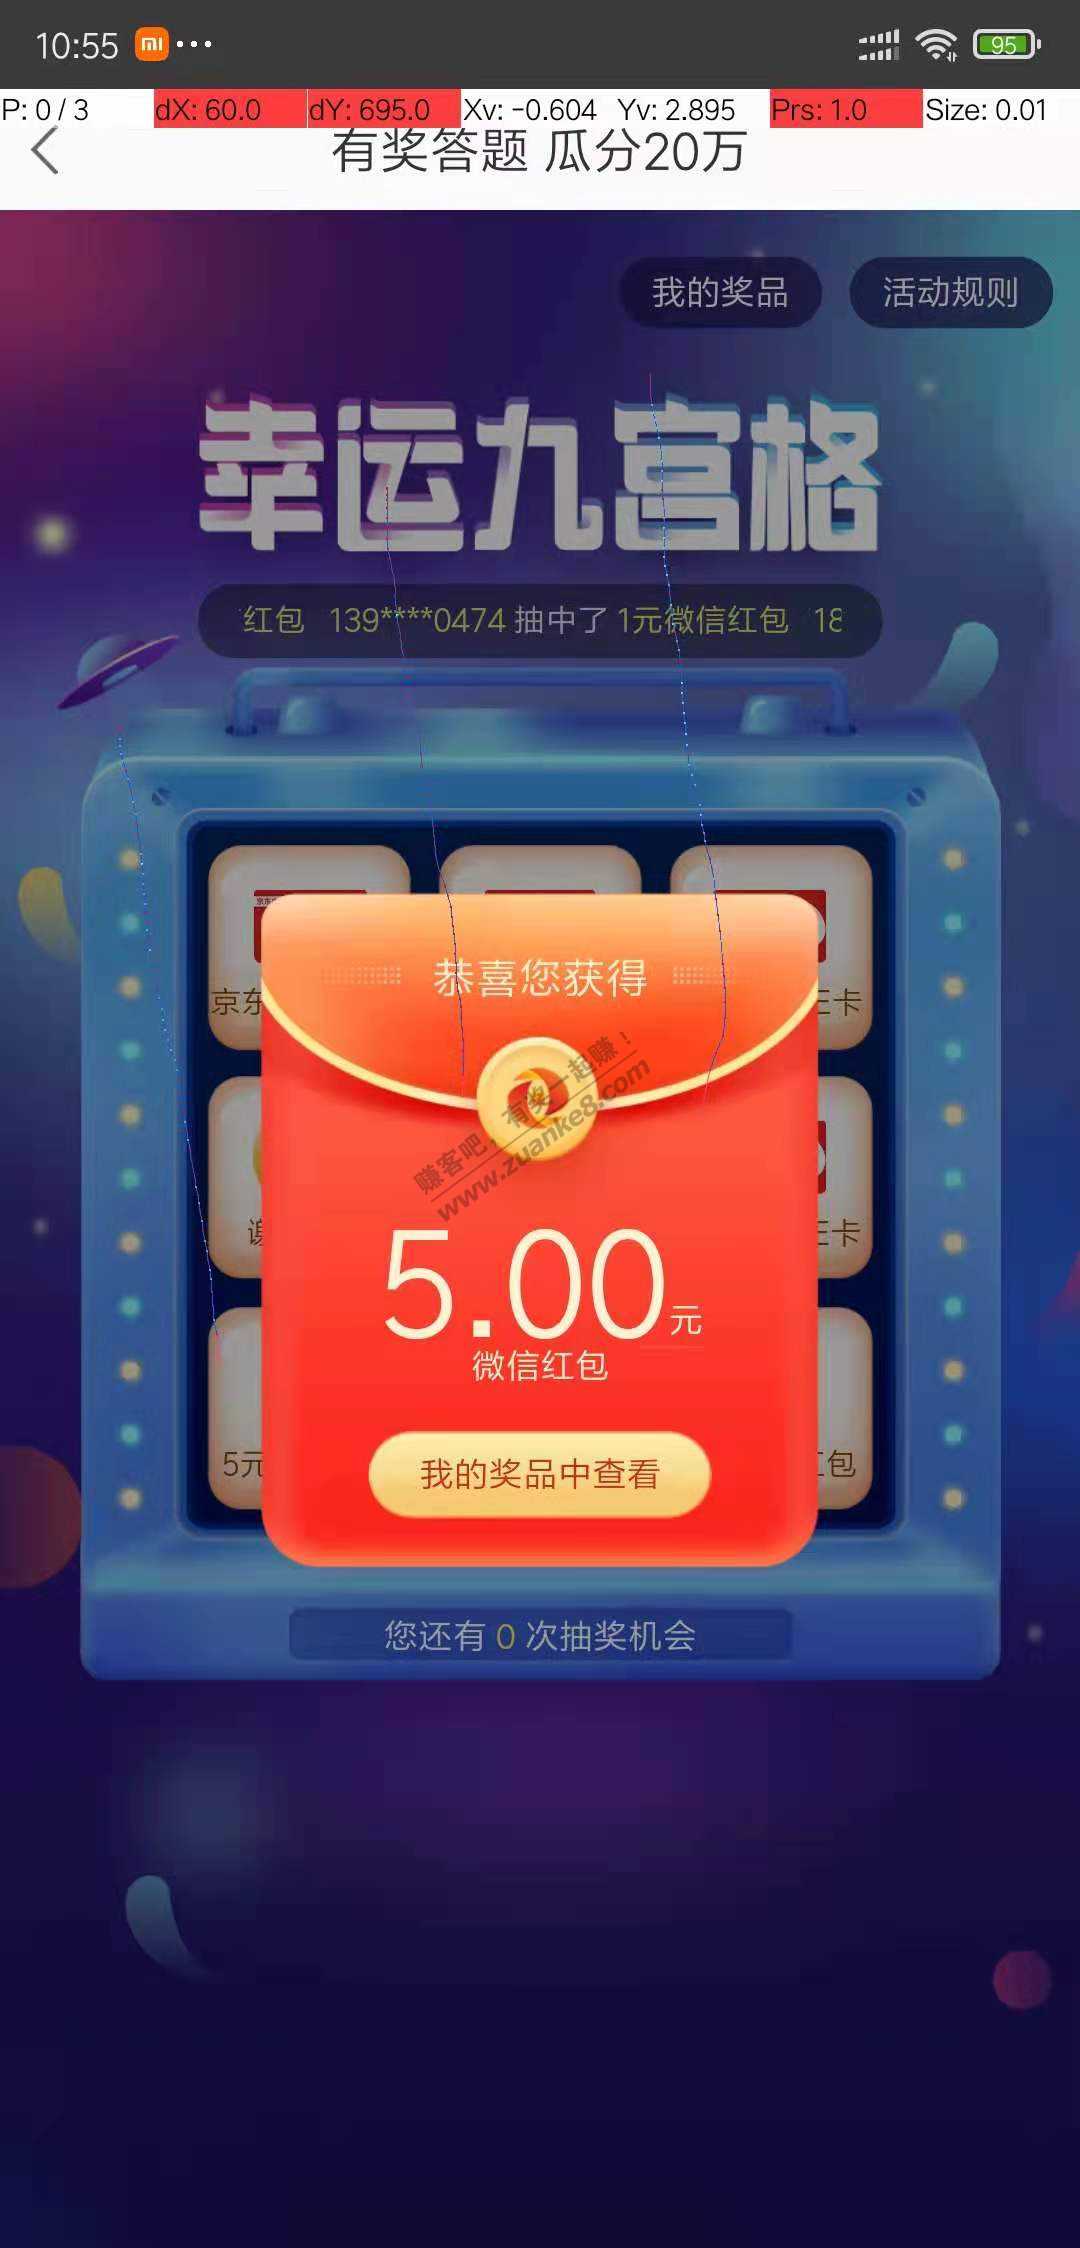 10:55
95
P: 0 / 3 dX: 60.0 dY: 695.0 Xv: -0.604 Yv: 2.895 Prs: 1.0 Size: 0.01
有奖答题 瓜分20万
我的奖品 活动规则
幸运九宫格
红包 139****0474 抽中了 1元微信红包 18
恭喜您获得
京东 卡
赚客吧,有奖一起赚!
www.zuanke8.com
卡
5.00元
微信红包
5元 包
我的奖品中查看
您还有 0 次抽奖机会